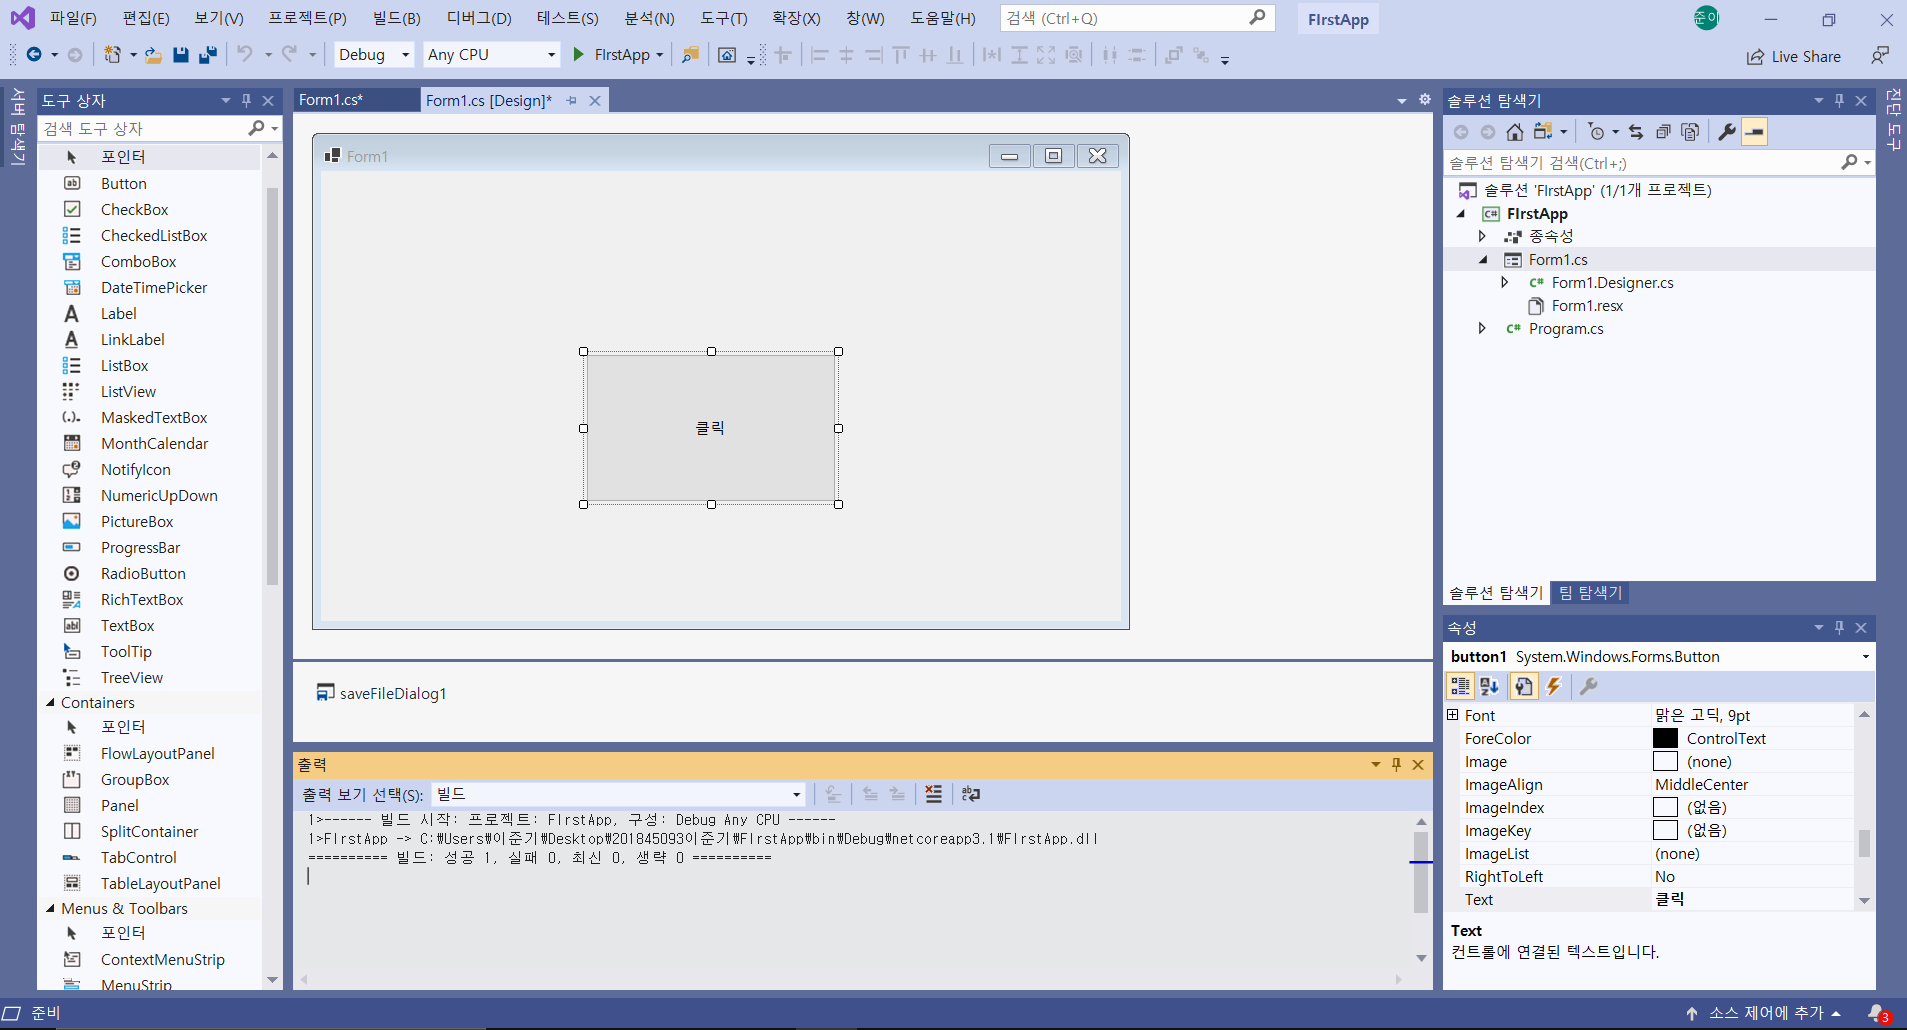 파일(F) 편집(E) 보기(V) 프로젝트(P) 빌드(B) 디버그(D) 테스트(S) 분석(N) 도구(T) 확장(X) 창(W) 도움말(H) 검색 (Ctrl+Q) FIrstApp 준이
Debug Any CPU FIrstApp Live Share
서버 탐색기
도구 상자
검색 도구 상자
포인터
Button
CheckBox
CheckedListBox
ComboBox
DateTimePicker
Label
LinkLabel
ListBox
ListView
MaskedTextBox
MonthCalendar
NotifyIcon
NumericUpDown
PictureBox
ProgressBar
RadioButton
RichTextBox
TextBox
ToolTip
TreeView
Containers
포인터
FlowLayoutPanel
GroupBox
Panel
SplitContainer
TabControl
TableLayoutPanel
Menus & Toolbars
포인터
ContextMenuStrip
MenuStrip
Form1.cs* Form1.cs [Design]*
Form1
클릭
saveFileDialog1
출력
출력 보기 선택(S): 빌드
1>------ 빌드 시작: 프로젝트: FIrstApp, 구성: Debug Any CPU ------
1>FIrstApp -> C:\Users\이준기\Desktop\201845093이준기\FIrstApp\bin\Debug\netcoreapp3.1\FIrstApp.dll
========== 빌드: 성공 1, 실패 0, 최신 0, 생략 0 ==========
솔루션 탐색기
솔루션 탐색기 검색(Ctrl+;)
솔루션 'FIrstApp' (1/1개 프로젝트)
C# FIrstApp
종속성
Form1.cs
C# Form1.Designer.cs
Form1.resx
C# Program.cs
솔루션 탐색기 팀 탐색기
속성
button1 System.Windows.Forms.Button
Font 맑은 고딕, 9pt
ForeColor ControlText
Image (none)
ImageAlign MiddleCenter
ImageIndex (없음)
ImageKey (없음)
ImageList (none)
RightToLeft No
Text 클릭
Text
컨트롤에 연결된 텍스트입니다.
진단 도구
준비 소스 제어에 추가 3